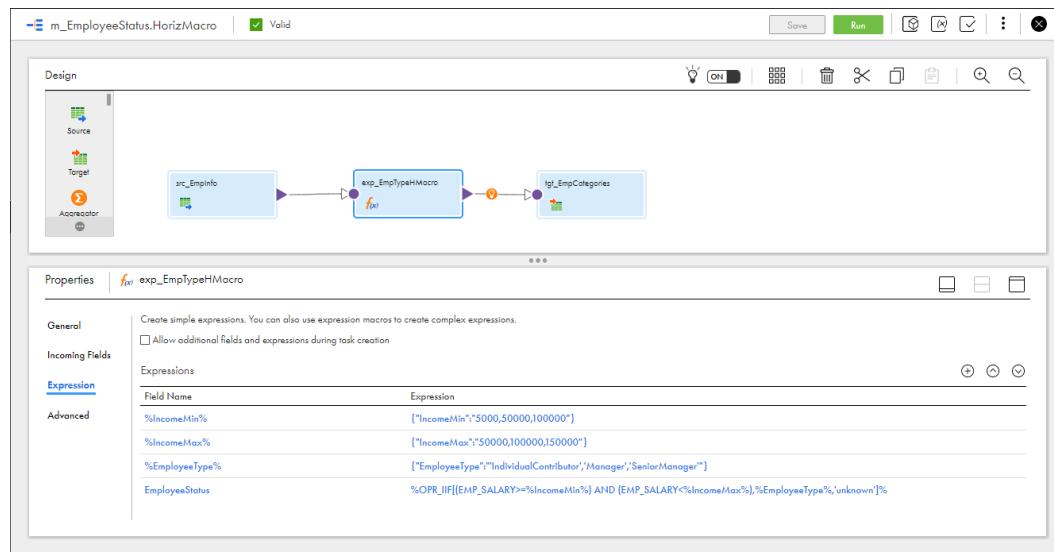 m_EmployeeStatus.HorizMacro
Valid
Save
Run
Design
ON
Source
Target
Aggregator
src_EmpInfo
exp_EmpTypeHMacro
tgt_EmpCategories
Properties
f(x) exp_EmpTypeHMacro
General
Incoming Fields
Expression
Advanced
Create simple expressions. You can also use expression macros to create complex expressions.
Allow additional fields and expressions during task creation
Expressions
Field Name Expression
%IncomeMin% {"IncomeMin":"5000,50000,100000"}
%IncomeMax% {"IncomeMax":"50000,100000,150000"}
%EmployeeType% {"EmployeeType":"'IndividualContributor','Manager','SeniorManager'"}
EmployeeStatus %OPR_IIF[(EMP_SALARY>=%IncomeMin%) AND (EMP_SALARY<%IncomeMax%),%EmployeeType%,'unknown']%